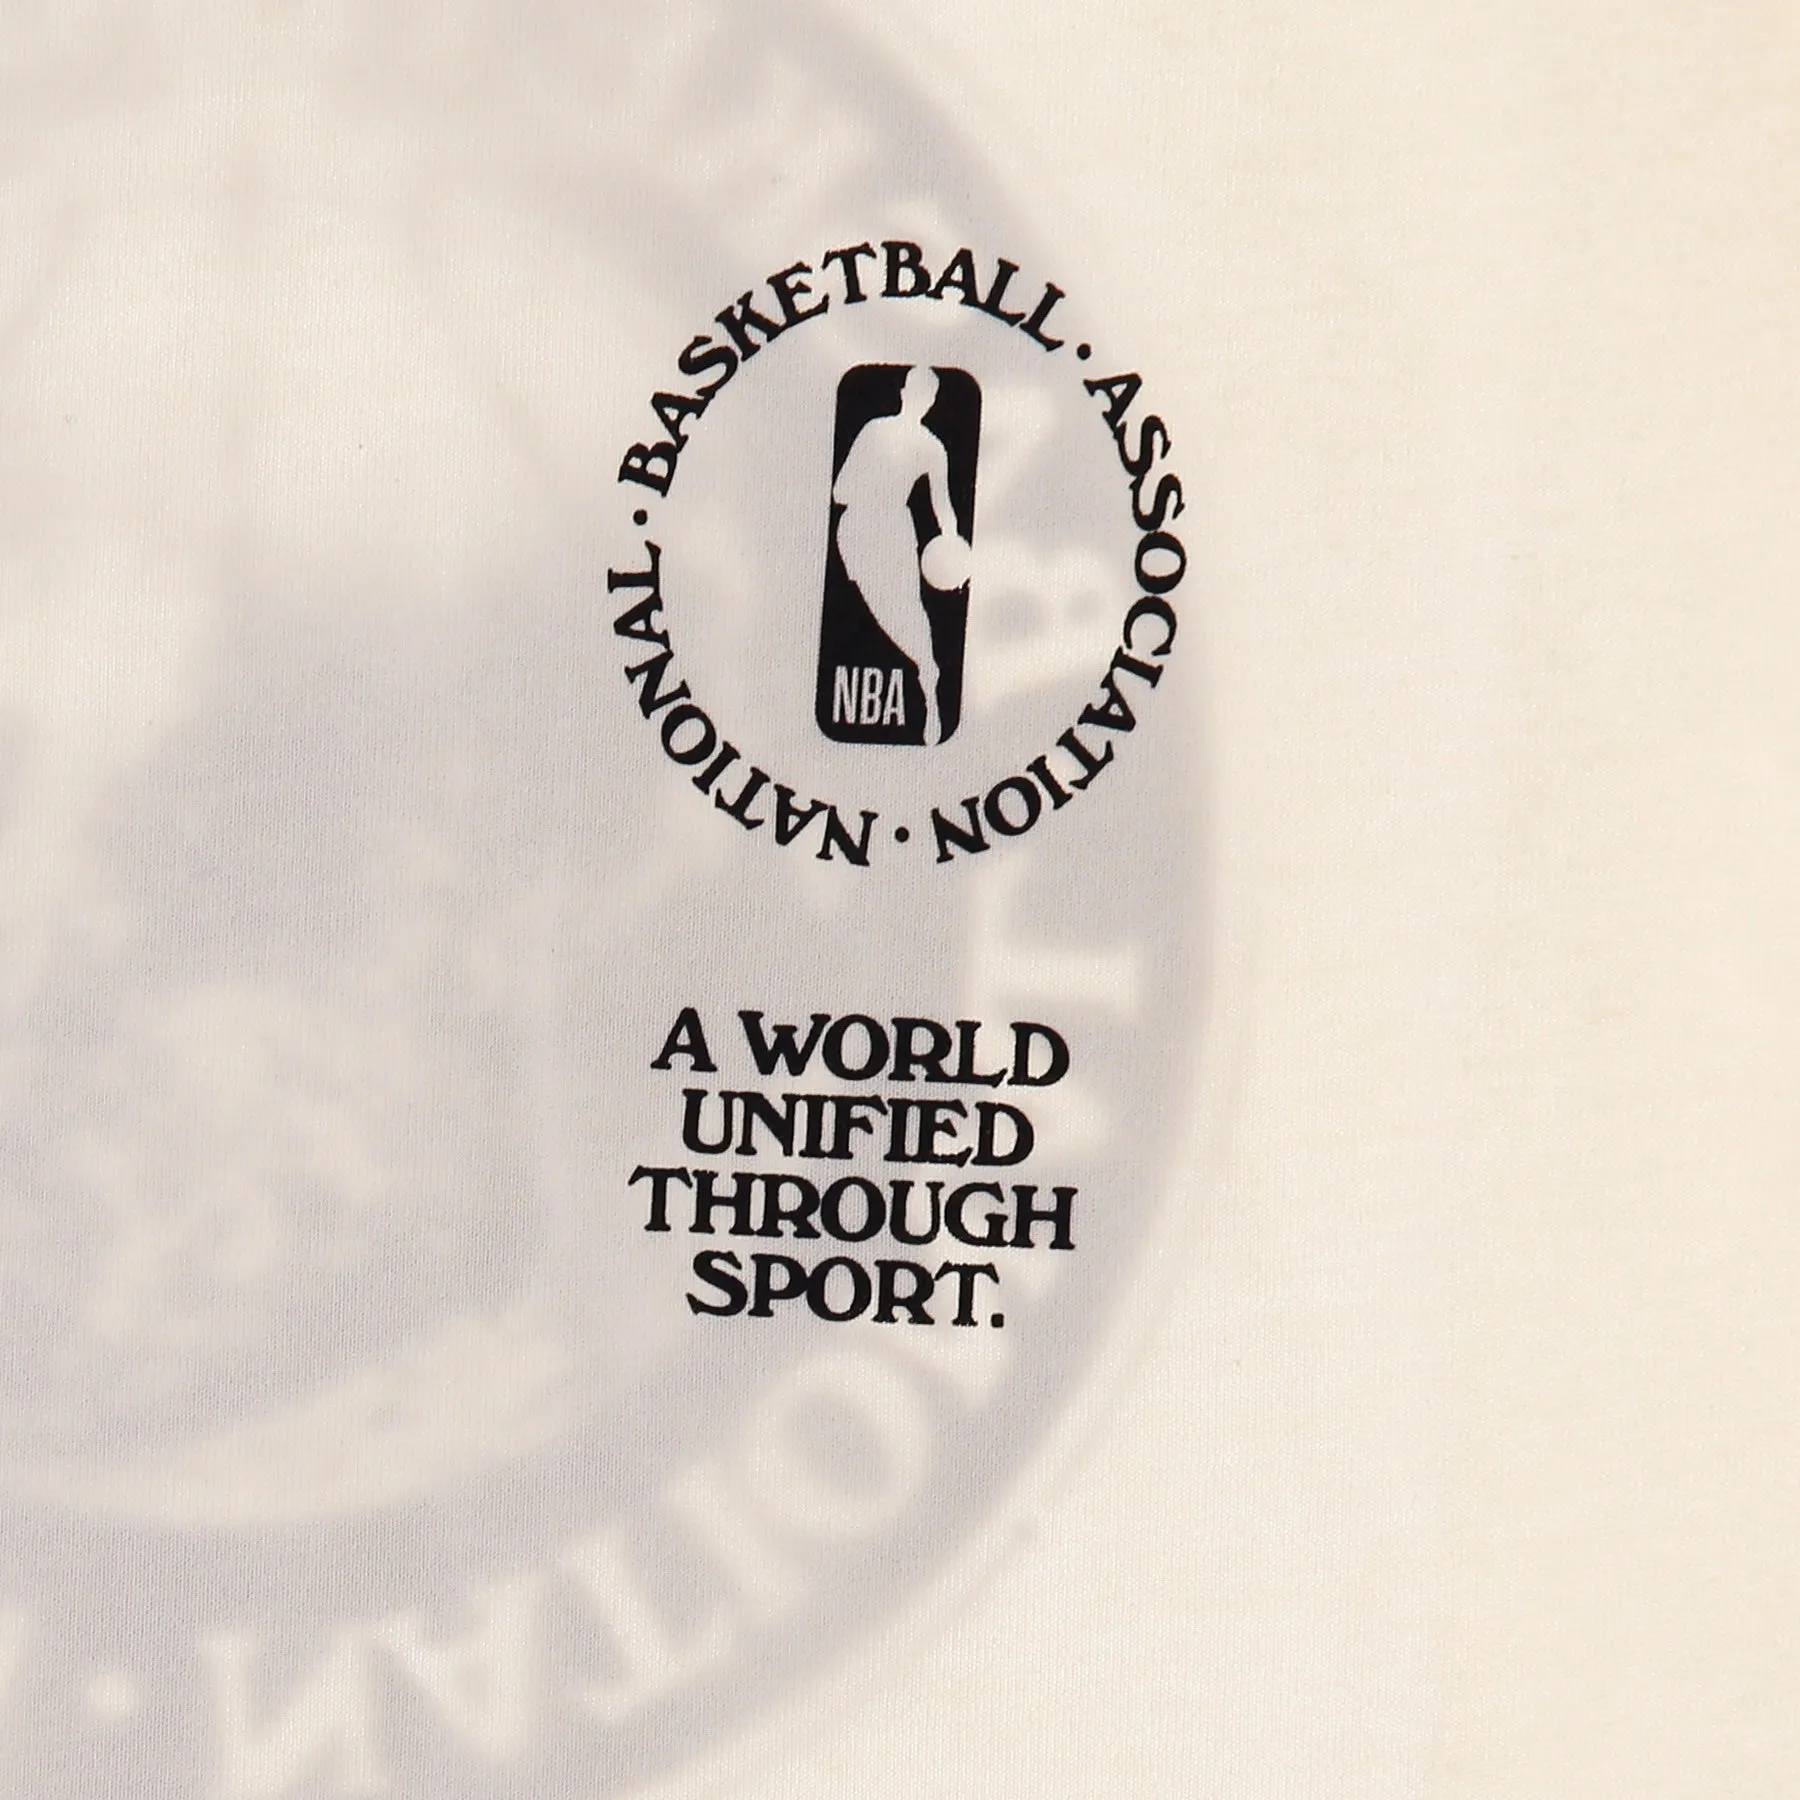 NATIONAL · BASKETBALL · ASSOCIATION ·
NBA
A WORLD
UNIFIED
THROUGH
SPORT.